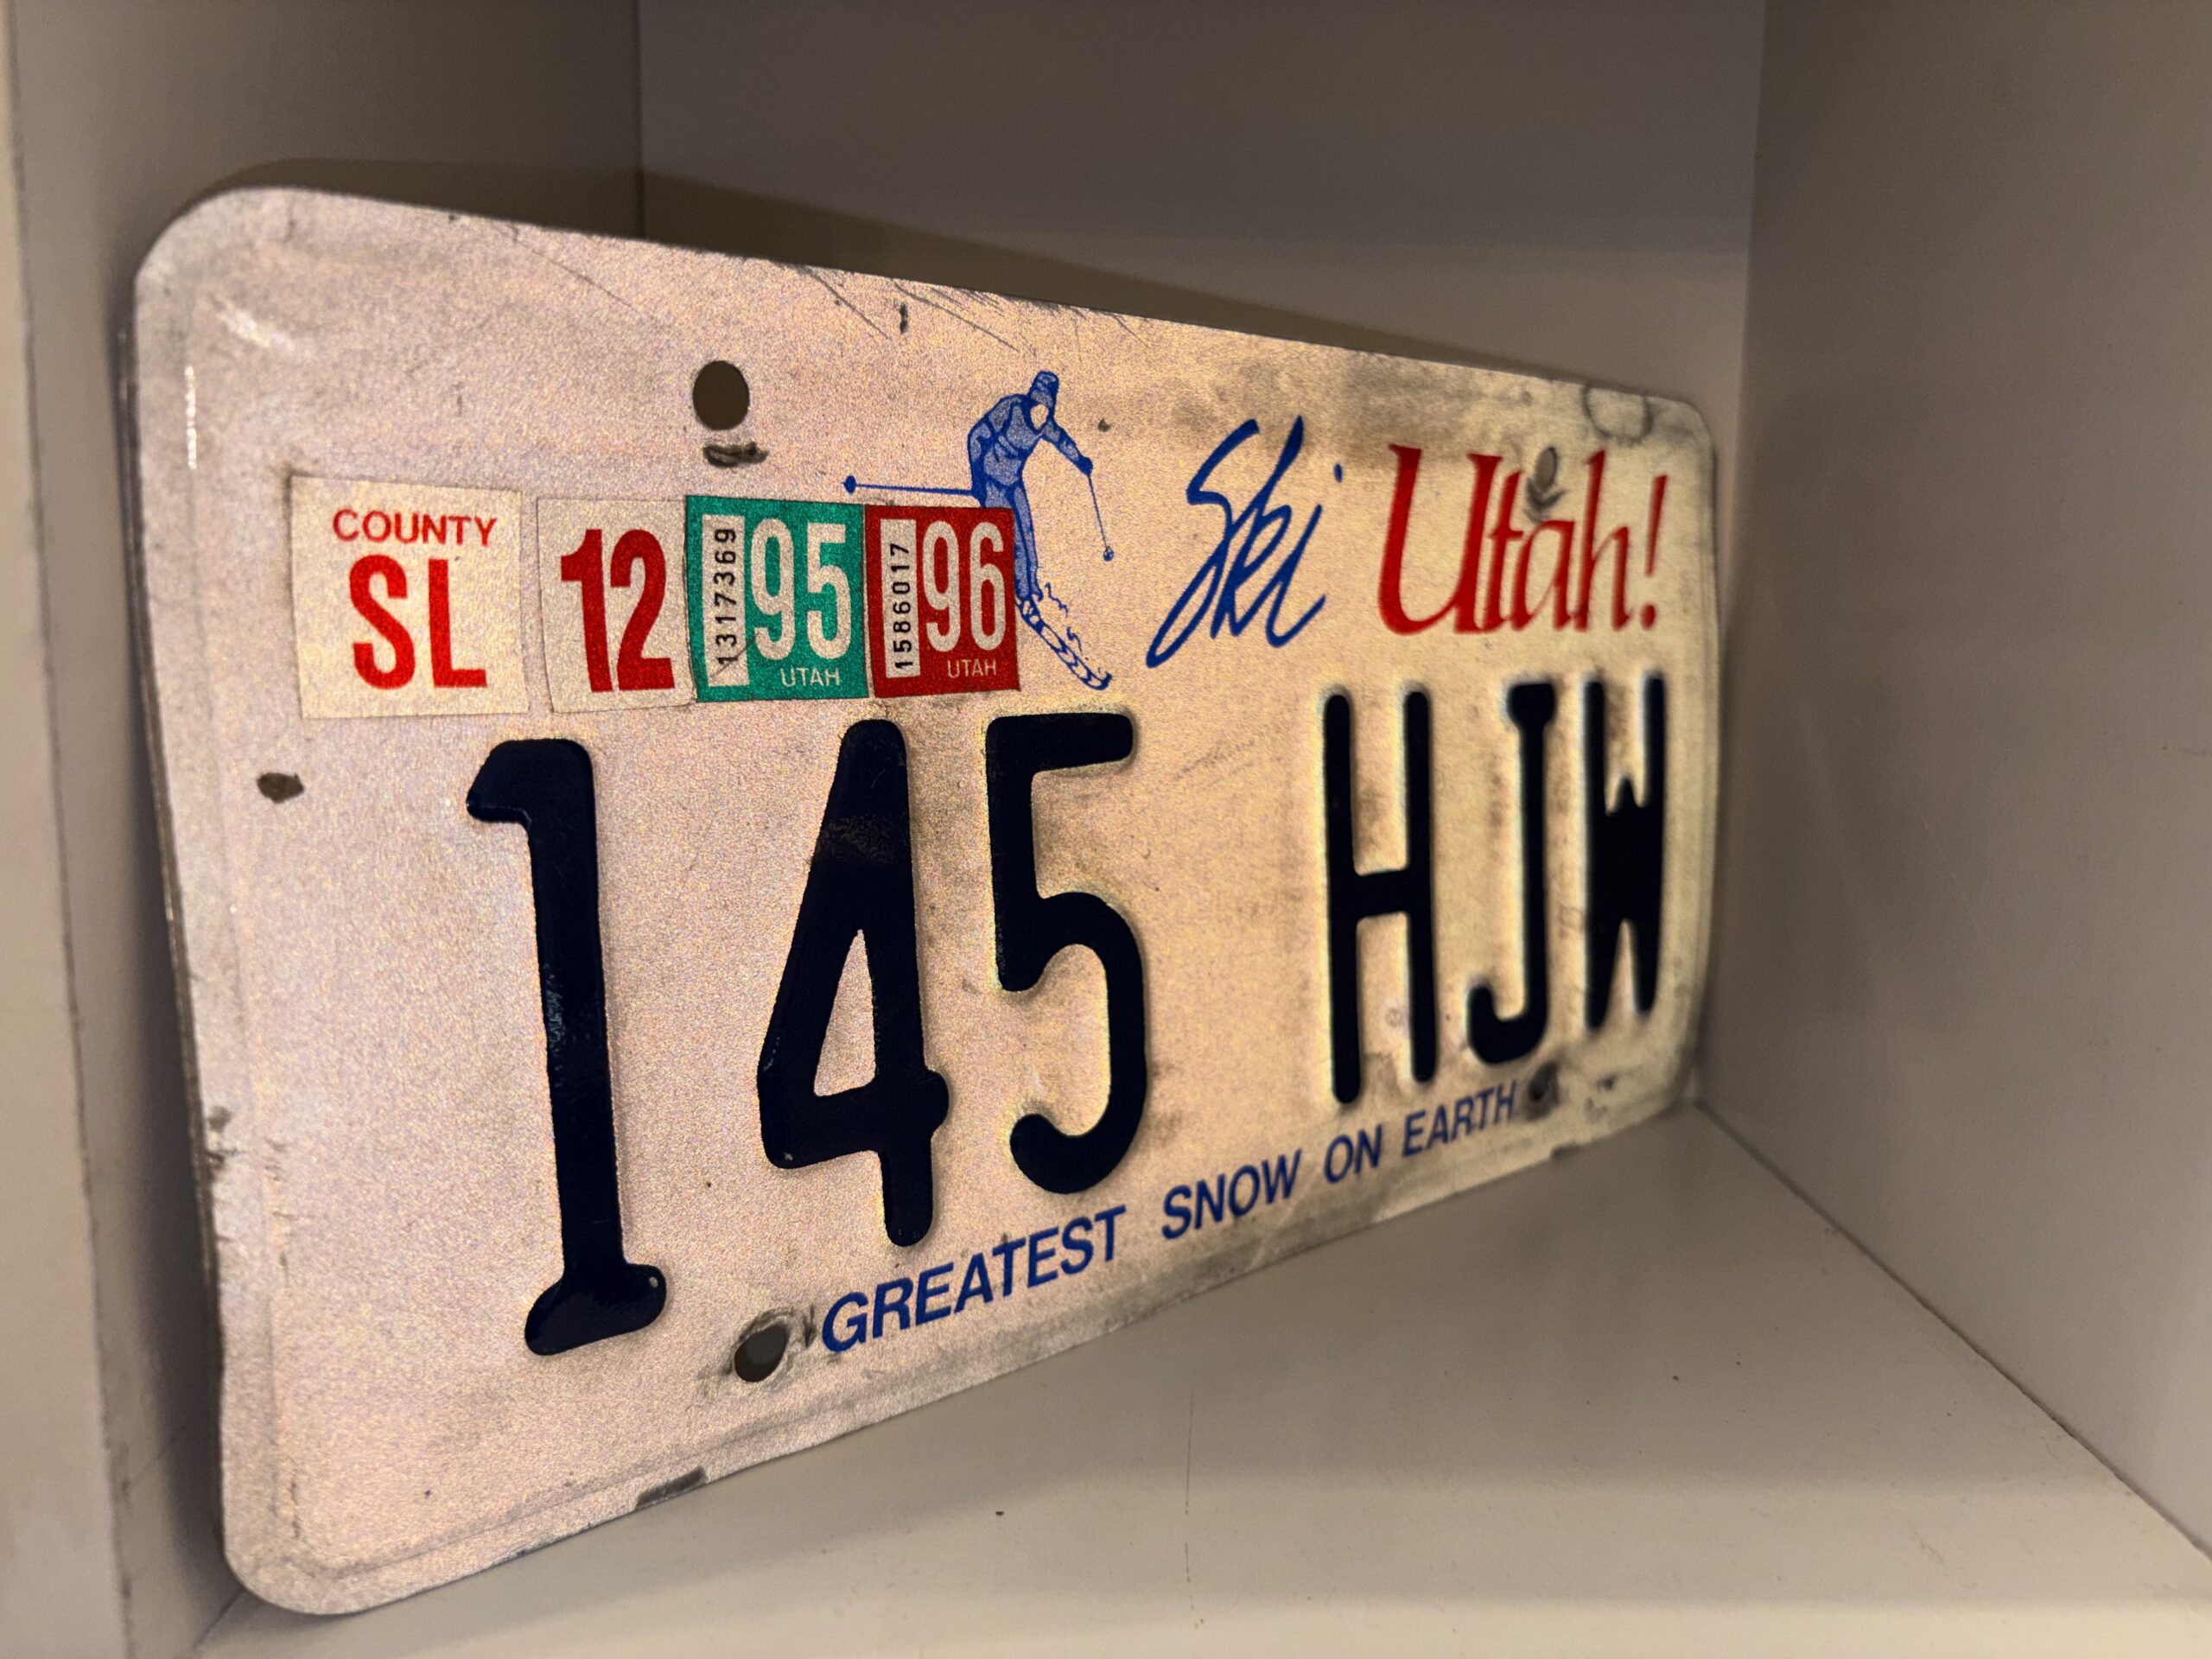 Ski Utah!
COUNTY
SL
12
1317369
95
UTAH
1586017
96
UTAH
145 HJW
GREATEST SNOW ON EARTH